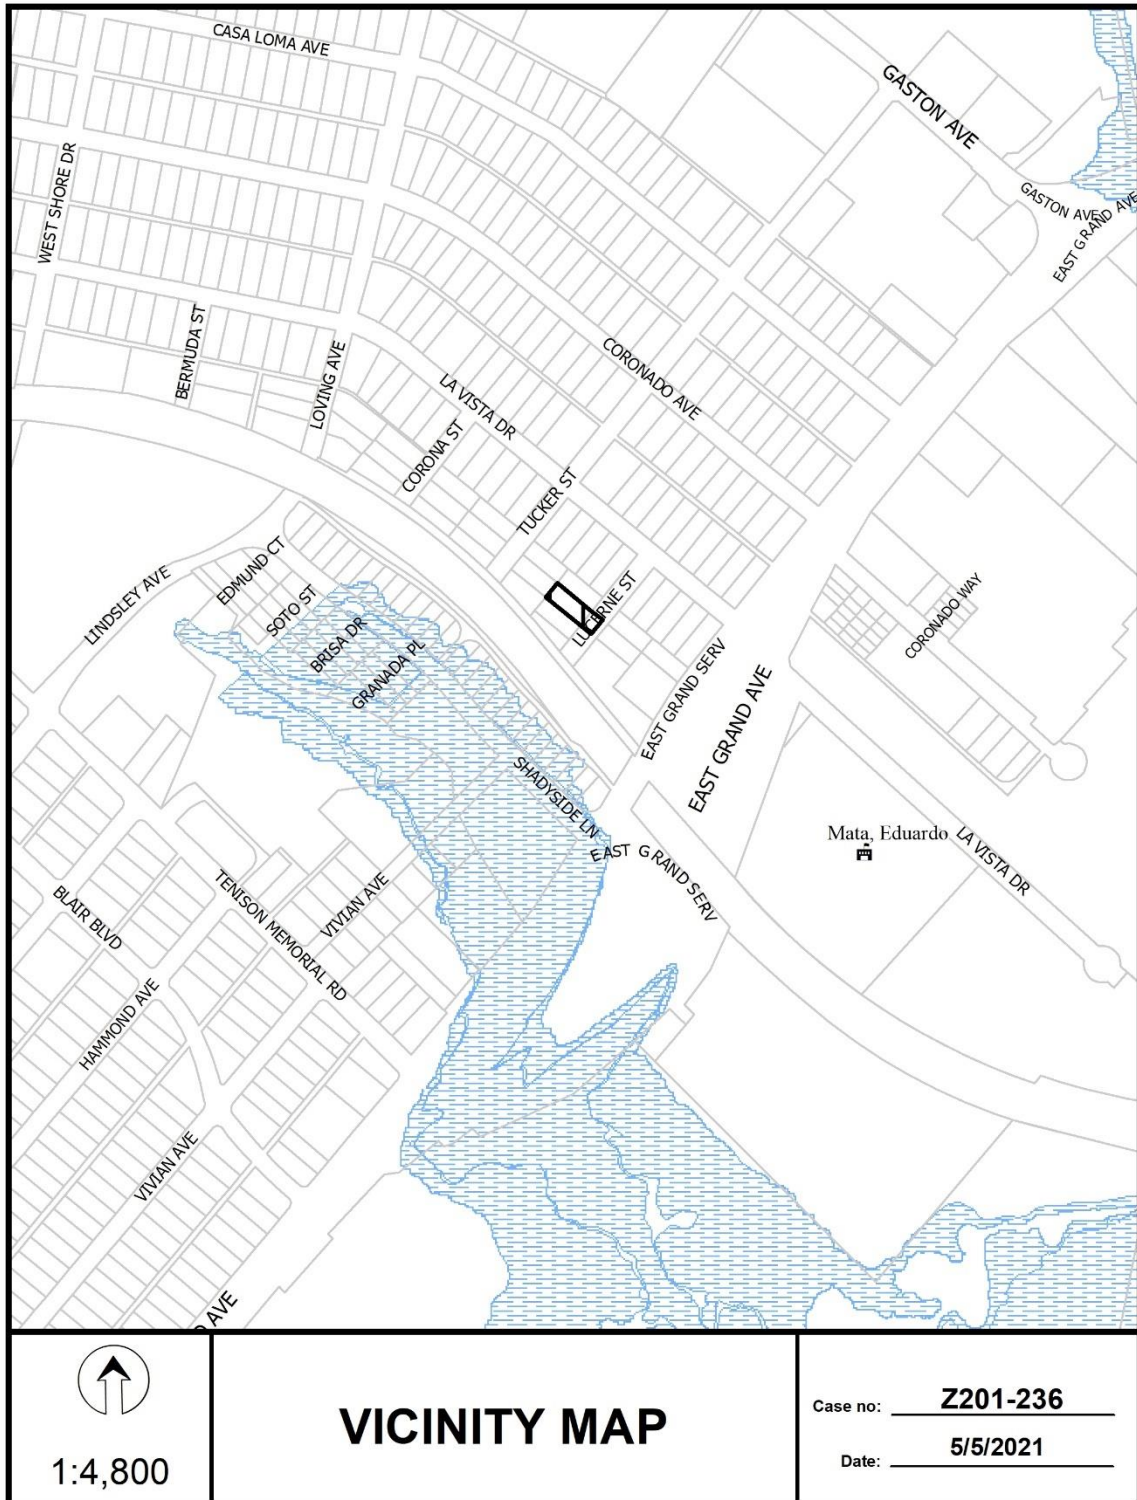 CASA LOMA AVE
GASTON AVE
WEST SHORE DR
GASTON AVE
EAST GRAND AVE
BERMUDA ST
LOVING AVE
CORONADO AVE
LA VISTA DR
CORONA ST
TUCKER ST
EDMUND CT
LINDSLEY AVE
SOTO ST
LUCERNE ST
CORONADO WAY
BRISA DR
GRANADA PL
EAST GRAND SERV
EAST GRAND AVE
SHADYSIDE LN
Mata, Eduardo
LA VISTA DR
EAST GRAND SERV
BLAIR BLVD
TENISON MEMORIAL RD
VIVIAN AVE
HAMMOND AVE
VIVIAN AVE
AVE
1:4,800
VICINITY MAP
Case no: Z201-236
Date: 5/5/2021